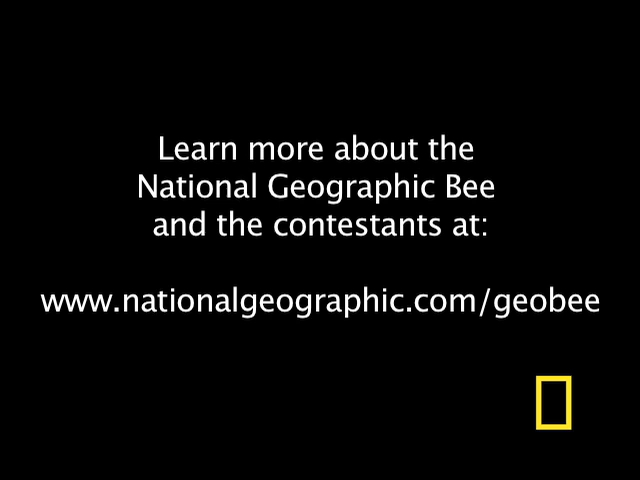 Learn more about the
National Geographic Bee
and the contestants at:
www.nationalgeographic.com/geobee